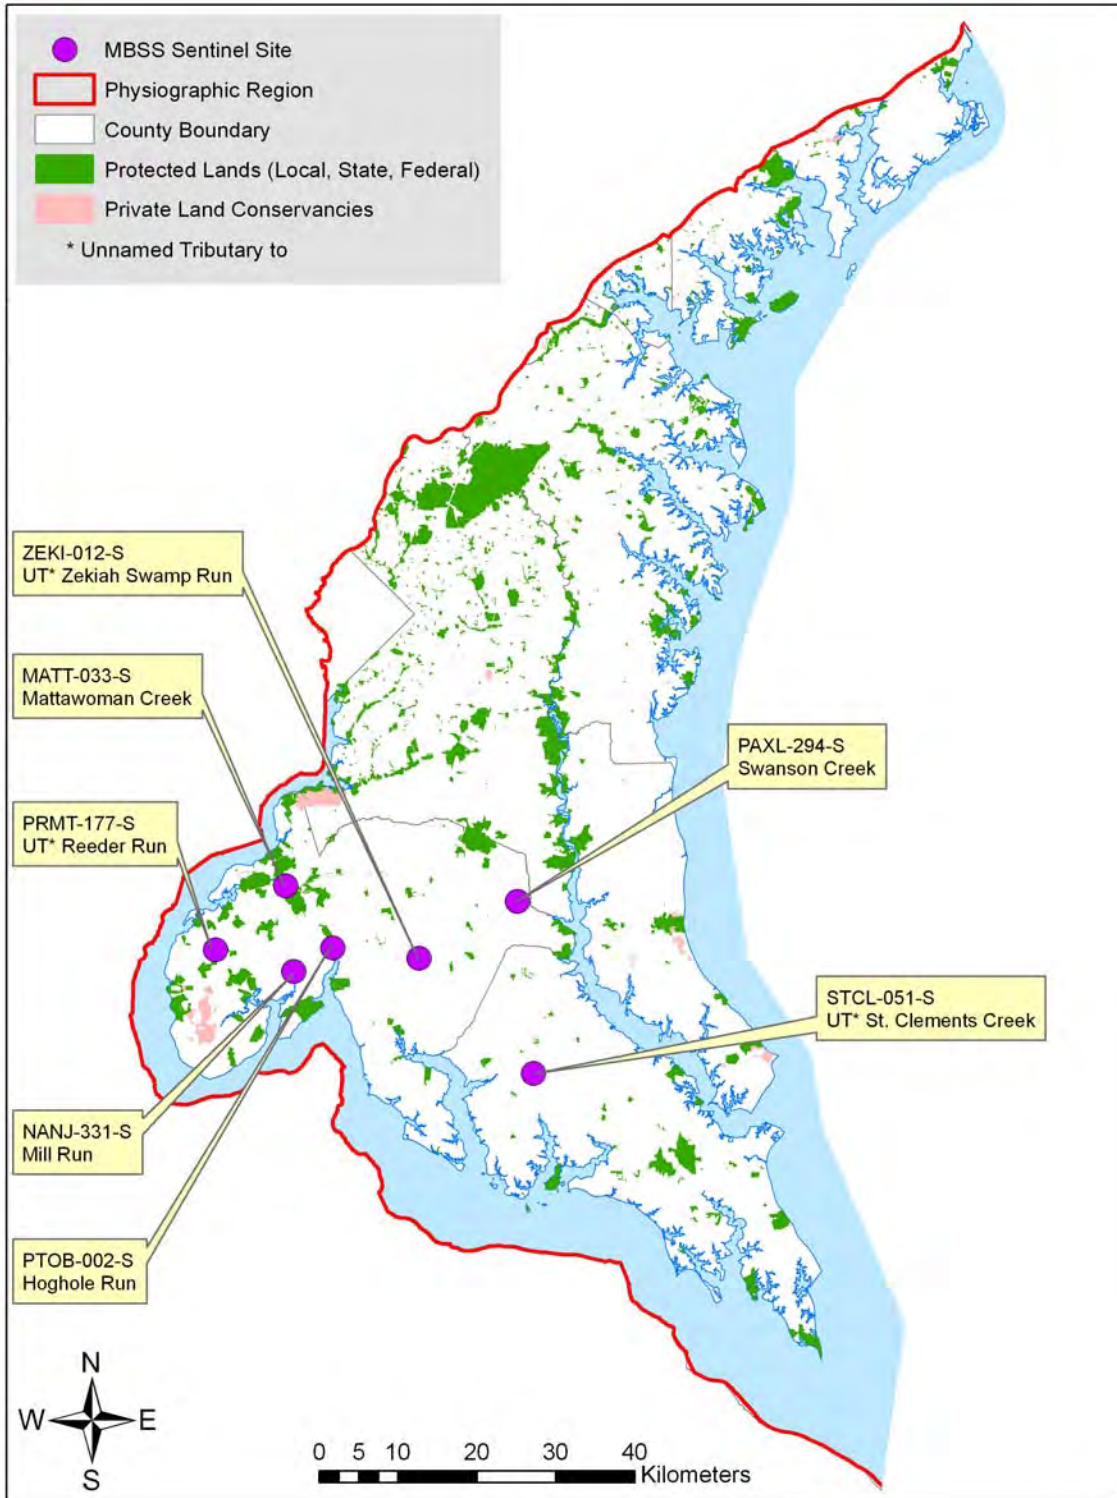 MBSS Sentinel Site
Physiographic Region
County Boundary
Protected Lands (Local, State, Federal)
Private Land Conservancies
* Unnamed Tributary to
ZEKI-012-S
UT* Zekiah Swamp Run
MATT-033-S
Mattawoman Creek
PAXL-294-S
Swanson Creek
PRMT-177-S
UT* Reeder Run
STCL-051-S
UT* St. Clements Creek
NANJ-331-S
Mill Run
PTOB-002-S
Hoghole Run
N
W E
S
0 5 10 20 30 40
Kilometers